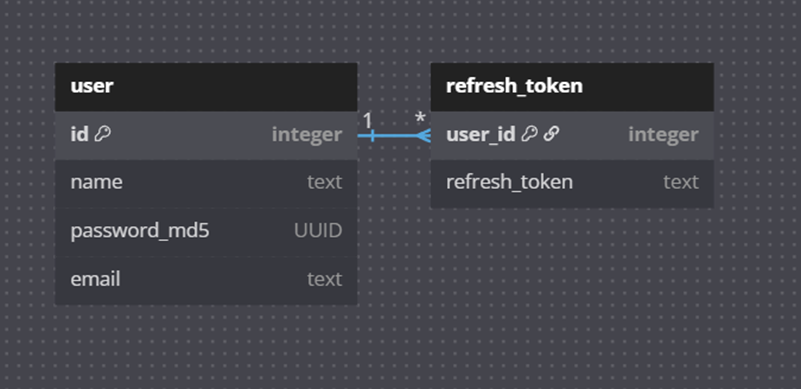 user
id integer
name text
password_md5 UUID
email text
1 *
refresh_token
user_id integer
refresh_token text